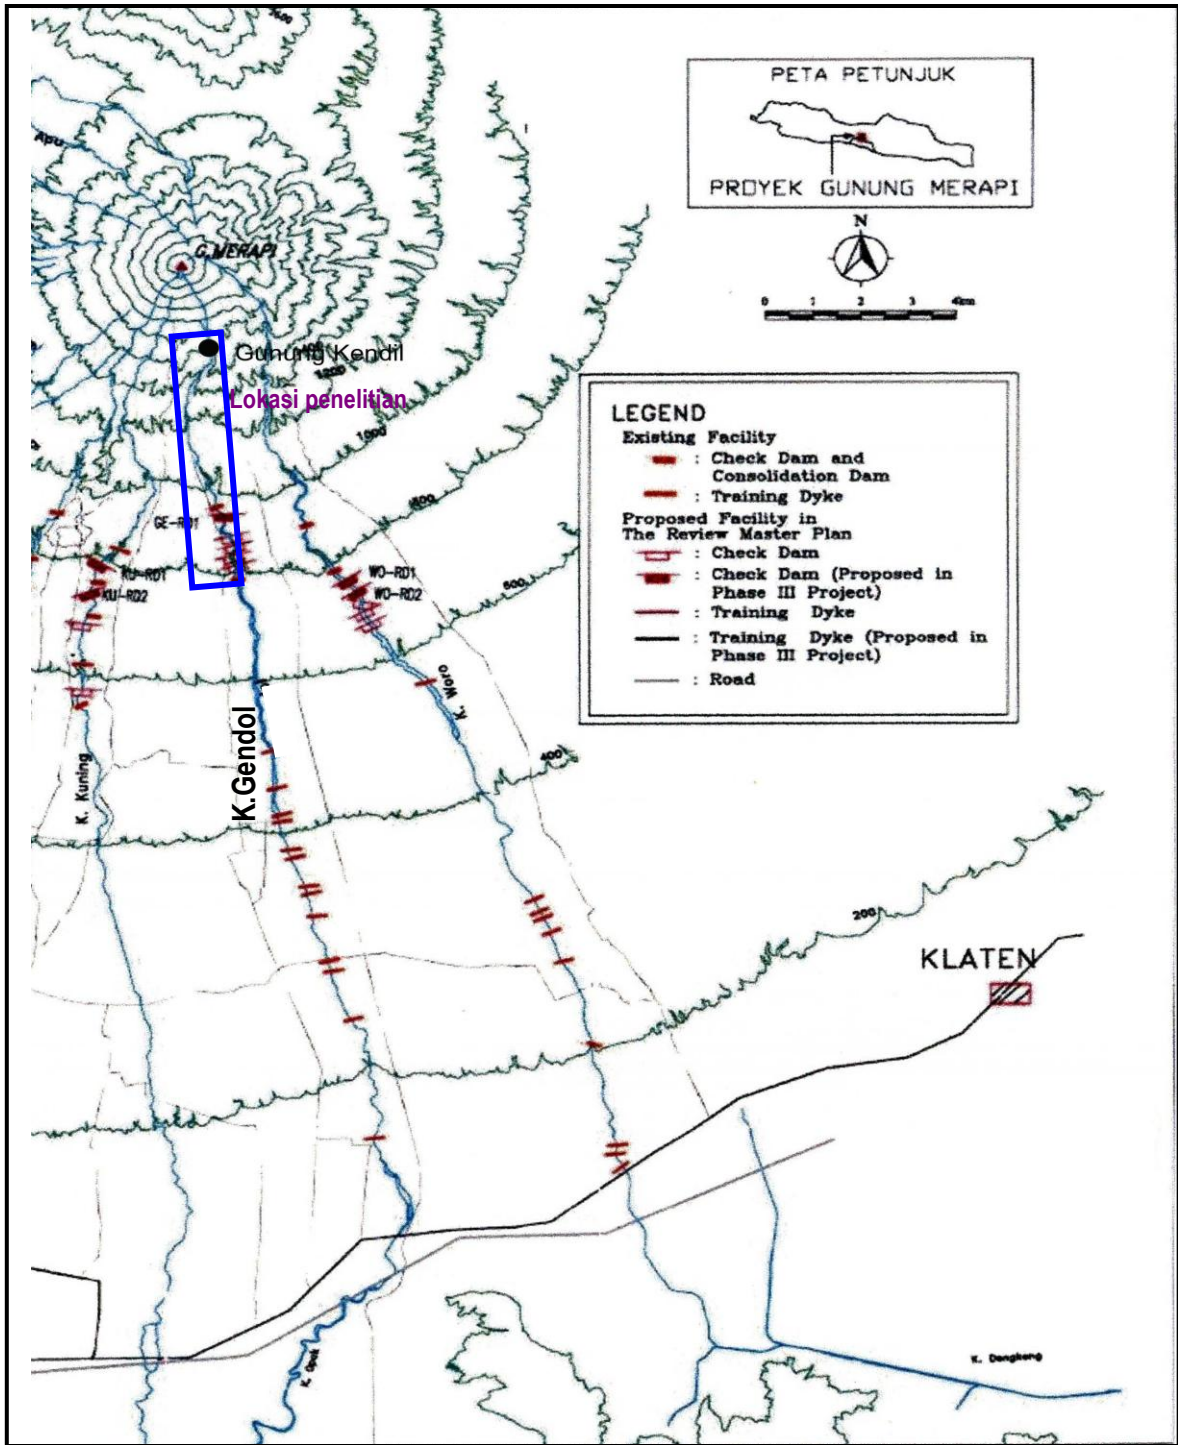 2600
PETA PETUNJUK
PROYEK GUNUNG MERAPI
Apu
N
G.MERAPI
0 1 2 3 4km
Gunung Kendil
1200
Lokasi penelitian
1000
LEGEND
Existing Facility
: Check Dam and
Consolidation Dam
: Training Dyke
Proposed Facility in
The Review Master Plan
: Check Dam
: Check Dam (Proposed in
Phase III Project)
: Training Dyke
: Training Dyke (Proposed in
Phase III Project)
: Road
GE-RD1
KU-RD1
KU-RD2
WO-RD1
WO-RD2
K. Woro
K.Gendol
K. Kuning
400
200
KLATEN
K. Opak
K. Dengkeng